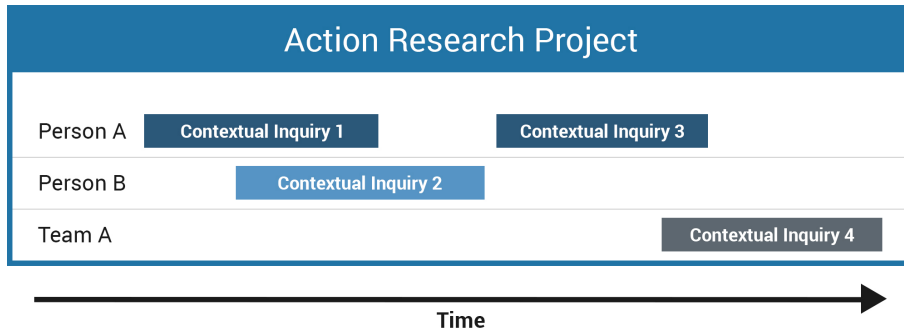 Action Research Project
Person A Contextual Inquiry 1 Contextual Inquiry 3
Person B Contextual Inquiry 2
Team A Contextual Inquiry 4
Time